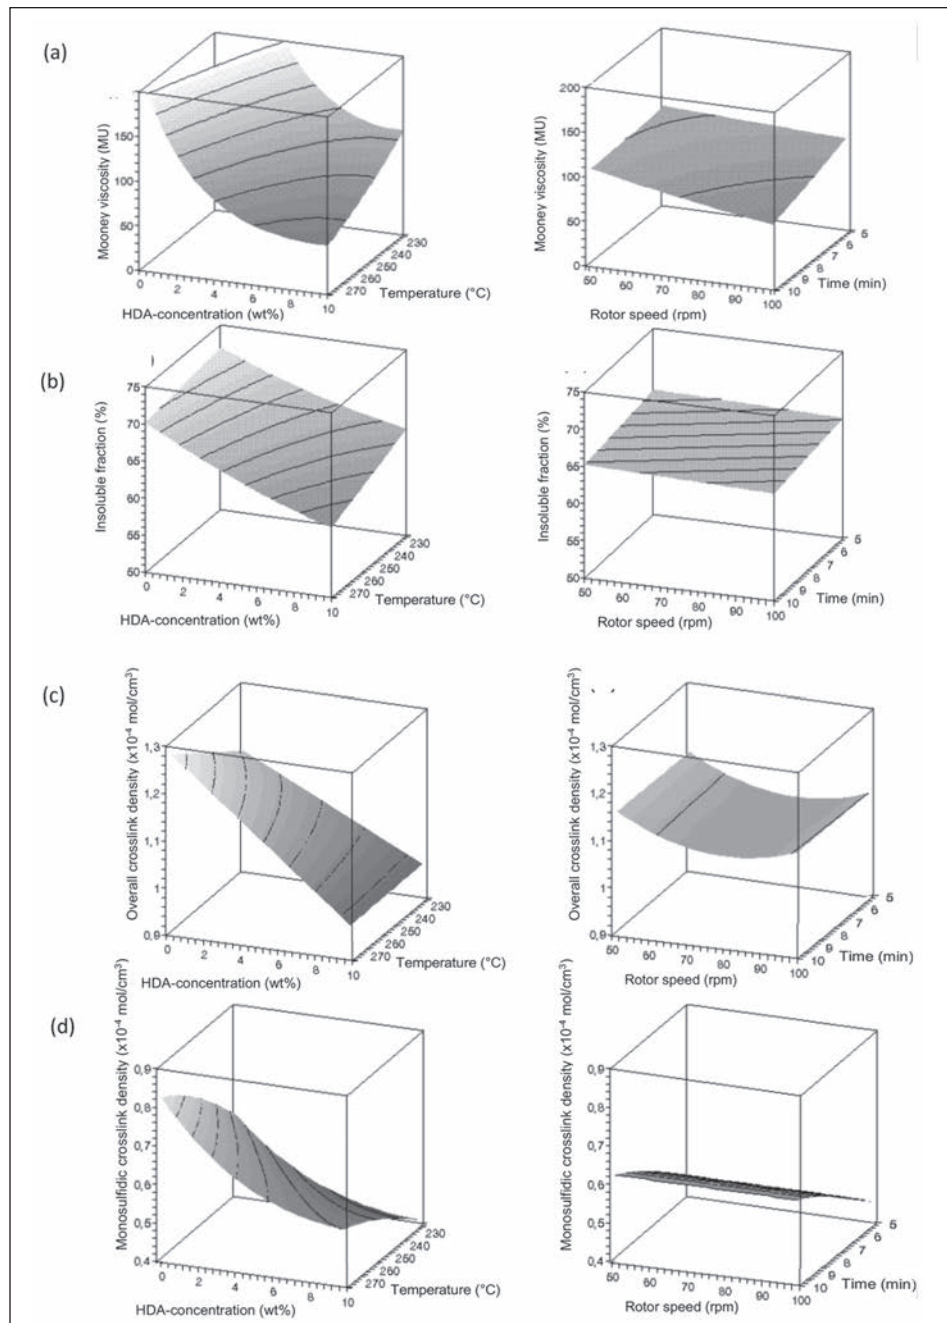 (a)
Mooney viscosity (MU)
150
100
50
0
0 2 4 6 8 10
HDA-concentration (wt%)
270 260 250 240 230
Temperature (°C)
Mooney viscosity (MU)
200
150
100
50
0
50 60 70 80 90 100
Rotor speed (rpm)
10 9 8 7 6 5
Time (min)
(b)
Insoluble fraction (%)
75
70
65
60
55
50
0 2 4 6 8 10
HDA-concentration (wt%)
270 260 250 240 230
Temperature (°C)
Insoluble fraction (%)
75
70
65
60
55
50
50 60 70 80 90 100
Rotor speed (rpm)
10 9 8 7 6 5
Time (min)
(c)
Overall crosslink density (x10⁻⁴ mol/cm³)
1,3
1,2
1,1
1
0,9
0 2 4 6 8 10
HDA-concentration (wt%)
270 260 250 240 230
Temperature (°C)
Overall crosslink density (x10⁻⁴ mol/cm³)
1,3
1,2
1,1
1
0,9
50 60 70 80 90 100
Rotor speed (rpm)
10 9 8 7 6 5
Time (min)
(d)
Monosulfidic crosslink density (x10⁻⁴ mol/cm³)
0,9
0,8
0,7
0,6
0,5
0,4
0 2 4 6 8 10
HDA-concentration (wt%)
270 260 250 240 230
Temperature (°C)
Monosulfidic crosslink density (x10⁻⁴ mol/cm³)
0,9
0,8
0,7
0,6
0,5
0,4
50 60 70 80 90 100
Rotor speed (rpm)
10 9 8 7 6 5
Time (min)